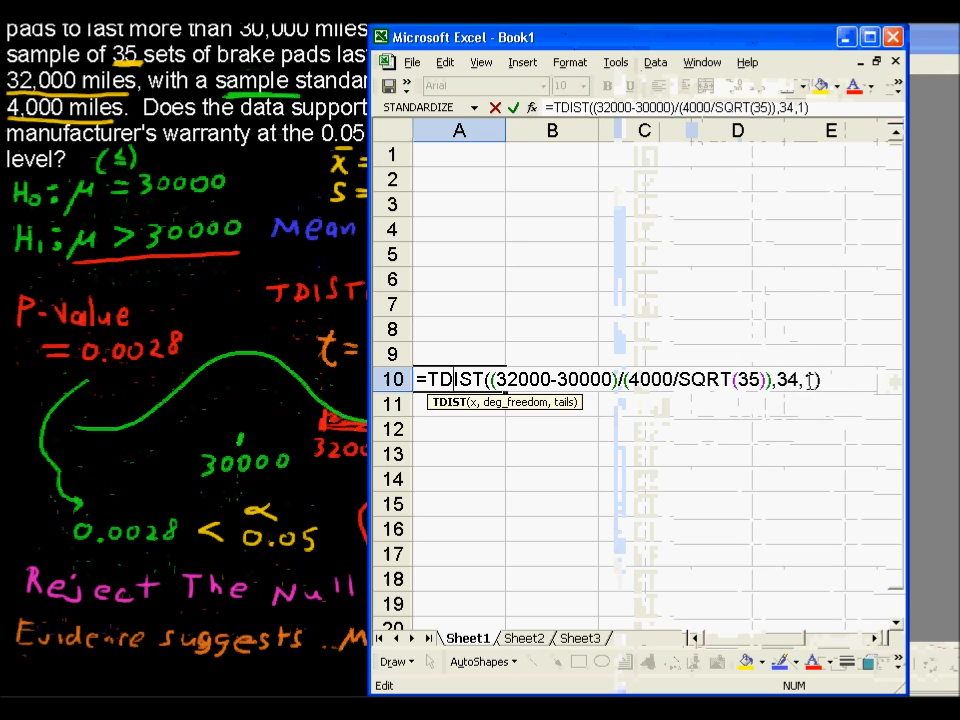 pads to last more than 30,000 miles
sample of 35 sets of brake pads las
32,000 miles, with a sample standar
4,000 miles. Does the data support
manufacturer's warranty at the 0.05
level?
(≤)
H₀: μ = 30000
H₁: μ > 30000
x̄ =
S =
Mean
P-value
= 0.0028
TDIST
t =
30000
320
0.0028 < 0.05
α
Reject The Null
Evidence suggests M
Microsoft Excel - Book1
File Edit View Insert Format Tools Data Window Help
Arial 10 B
STANDARDIZE =TDIST((32000-30000)/(4000/SQRT(35)),34,1)
A B C D E
1
2
3
4
5
6
7
8
9
10 =TDIST((32000-30000)/(4000/SQRT(35)),34,1)
TDIST(x, deg_freedom, tails)
11
12
13
14
15
16
17
18
19
20
Sheet1 Sheet2 Sheet3
Draw AutoShapes
Edit NUM